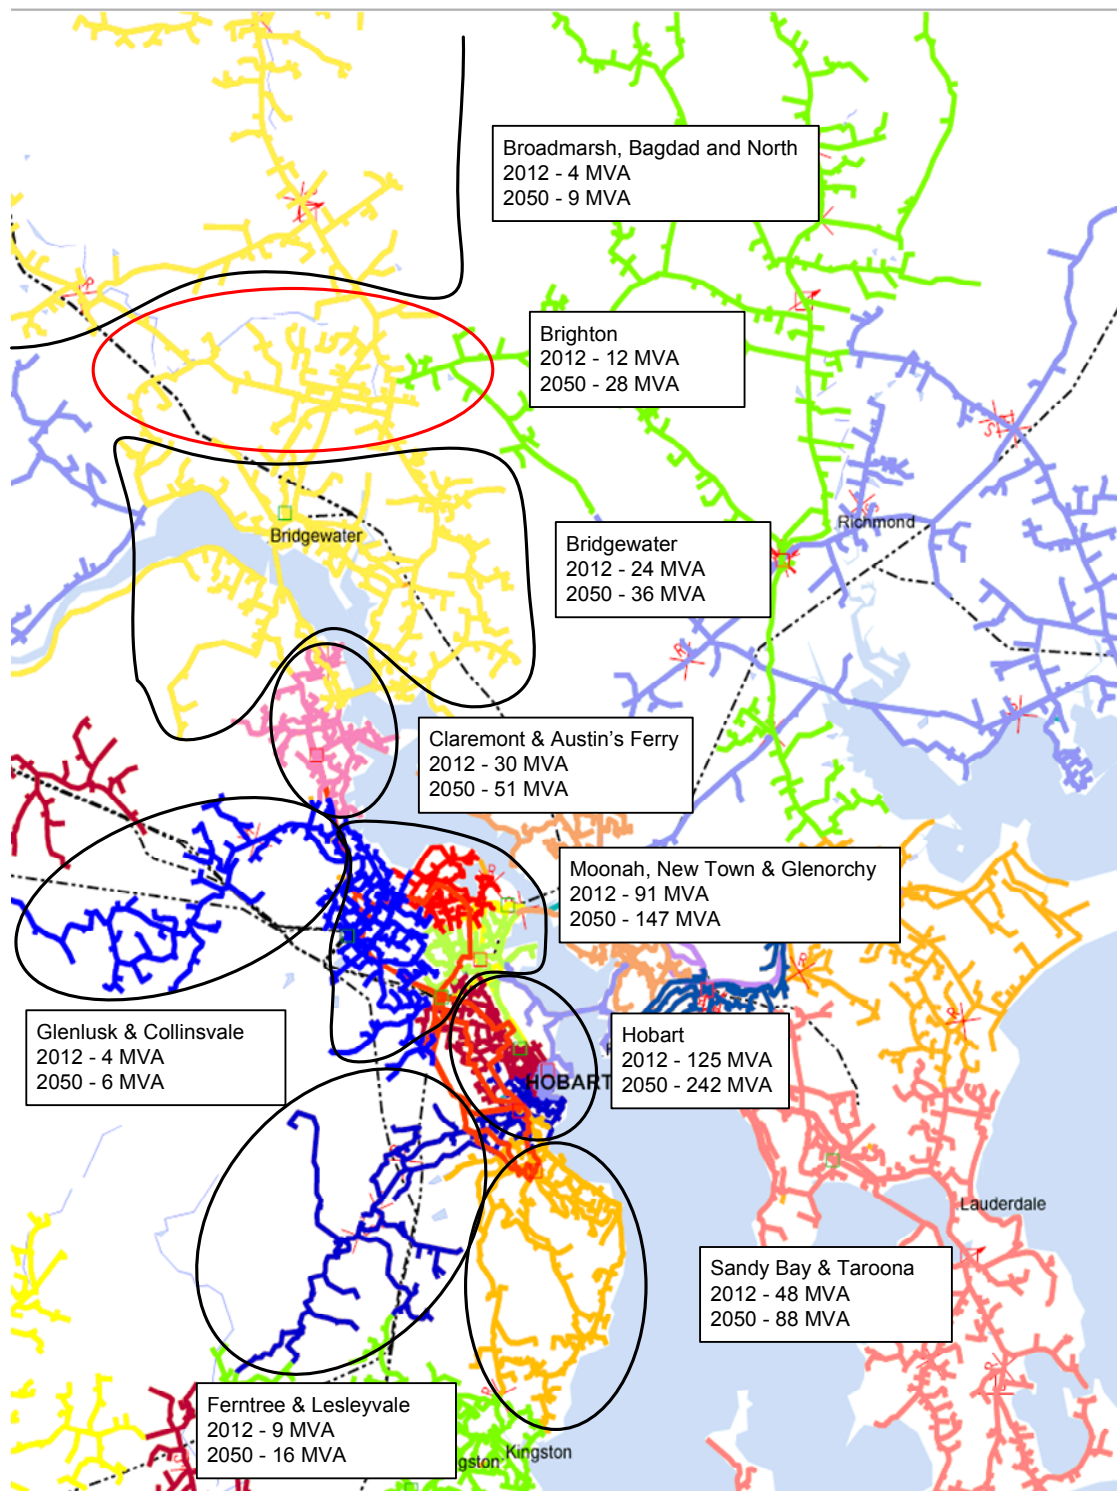 Broadmarsh, Bagdad and North
2012 - 4 MVA
2050 - 9 MVA
Brighton
2012 - 12 MVA
2050 - 28 MVA
Bridgewater
Richmond
Bridgewater
2012 - 24 MVA
2050 - 36 MVA
Claremont & Austin's Ferry
2012 - 30 MVA
2050 - 51 MVA
Moonah, New Town & Glenorchy
2012 - 91 MVA
2050 - 147 MVA
Glenlusk & Collinsvale
2012 - 4 MVA
2050 - 6 MVA
Hobart
2012 - 125 MVA
2050 - 242 MVA
HOBART
Lauderdale
Sandy Bay & Taroona
2012 - 48 MVA
2050 - 88 MVA
Ferntree & Lesleyvale
2012 - 9 MVA
2050 - 16 MVA
Kingston
gston